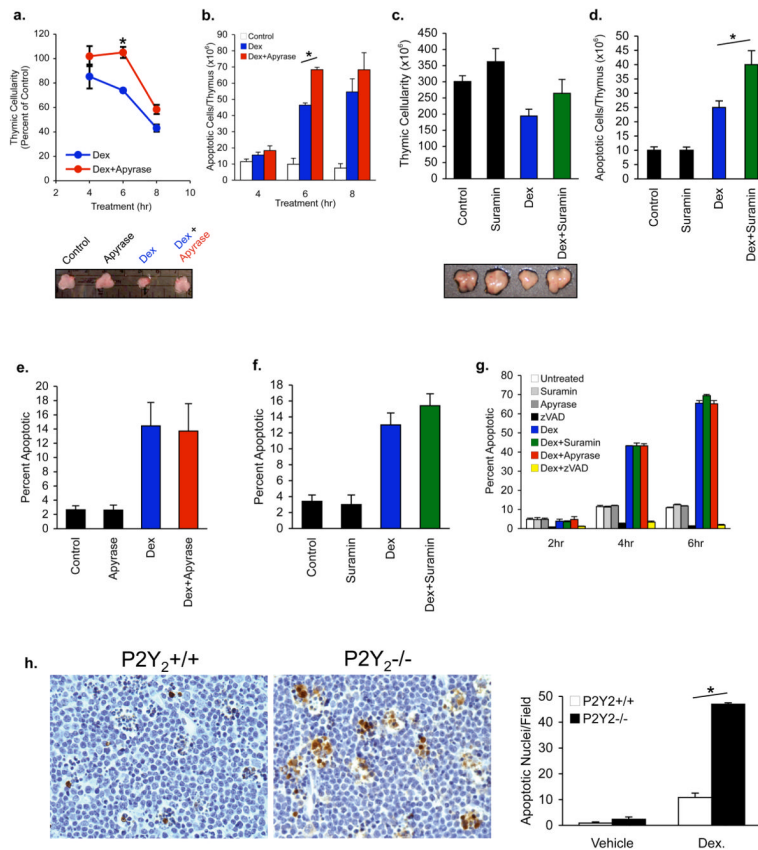 a.
Thymic Cellularity
(Percent of Control)
120
100
80
60
40
20
0
*
Dex
Dex+Apyrase
2
4
6
8
10
Treatment (hr)
Control
Apyrase
Dex
Dex +
Apyrase
b.
Control
Dex
Dex+Apyrase
Apoptotic Cells/Thymus (x10⁶)
90
80
70
60
50
40
30
20
10
0
*
4
6
8
Treatment (hr)
c.
Thymic Cellularity (x10⁶)
450
400
350
300
250
200
150
100
50
0
Control
Suramin
Dex
Dex+Suramin
d.
Apoptotic Cells/Thymus (x10⁶)
50
45
40
35
30
25
20
15
10
5
0
*
Control
Suramin
Dex
Dex+Suramin
e.
Percent Apoptotic
20
18
16
14
12
10
8
6
4
2
0
Control
Apyrase
Dex
Dex+Apyrase
f.
Percent Apoptotic
18
16
14
12
10
8
6
4
2
0
Control
Suramin
Dex
Dex+Suramin
g.
Percent Apoptotic
80
70
60
50
40
30
20
10
0
Untreated
Suramin
Apyrase
zVAD
Dex
Dex+Suramin
Dex+Apyrase
Dex+zVAD
2hr
4hr
6hr
h.
P2Y₂+/+
P2Y₂-/-
Apoptotic Nuclei/Field
50
40
30
20
10
0
P2Y2+/+
P2Y2-/-
*
Vehicle
Dex.